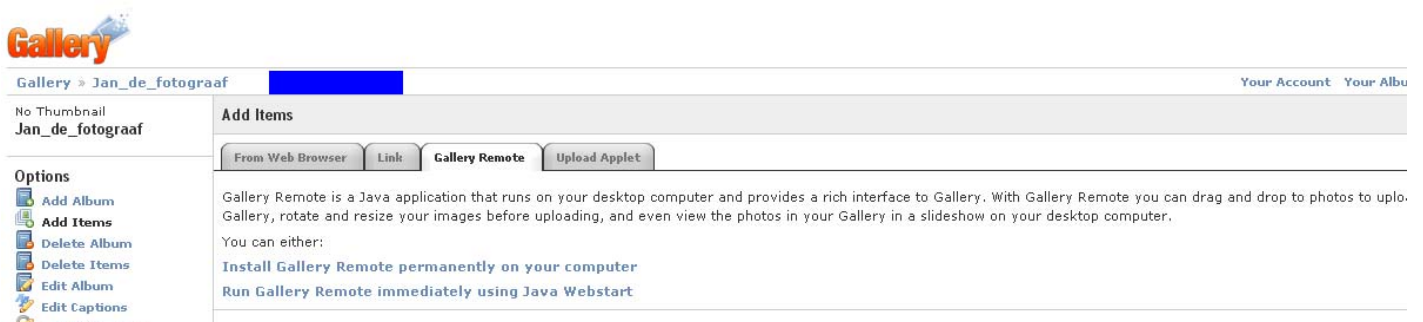 Gallery
Gallery » Jan_de_fotograaf
Your Account Your Albu
No Thumbnail
Jan_de_fotograaf
Options
Add Album
Add Items
Delete Album
Delete Items
Edit Album
Edit Captions
Add Items
From Web Browser Link Gallery Remote Upload Applet
Gallery Remote is a Java application that runs on your desktop computer and provides a rich interface to Gallery. With Gallery Remote you can drag and drop to photos to uplo
Gallery, rotate and resize your images before uploading, and even view the photos in your Gallery in a slideshow on your desktop computer.
You can either:
Install Gallery Remote permanently on your computer
Run Gallery Remote immediately using Java Webstart